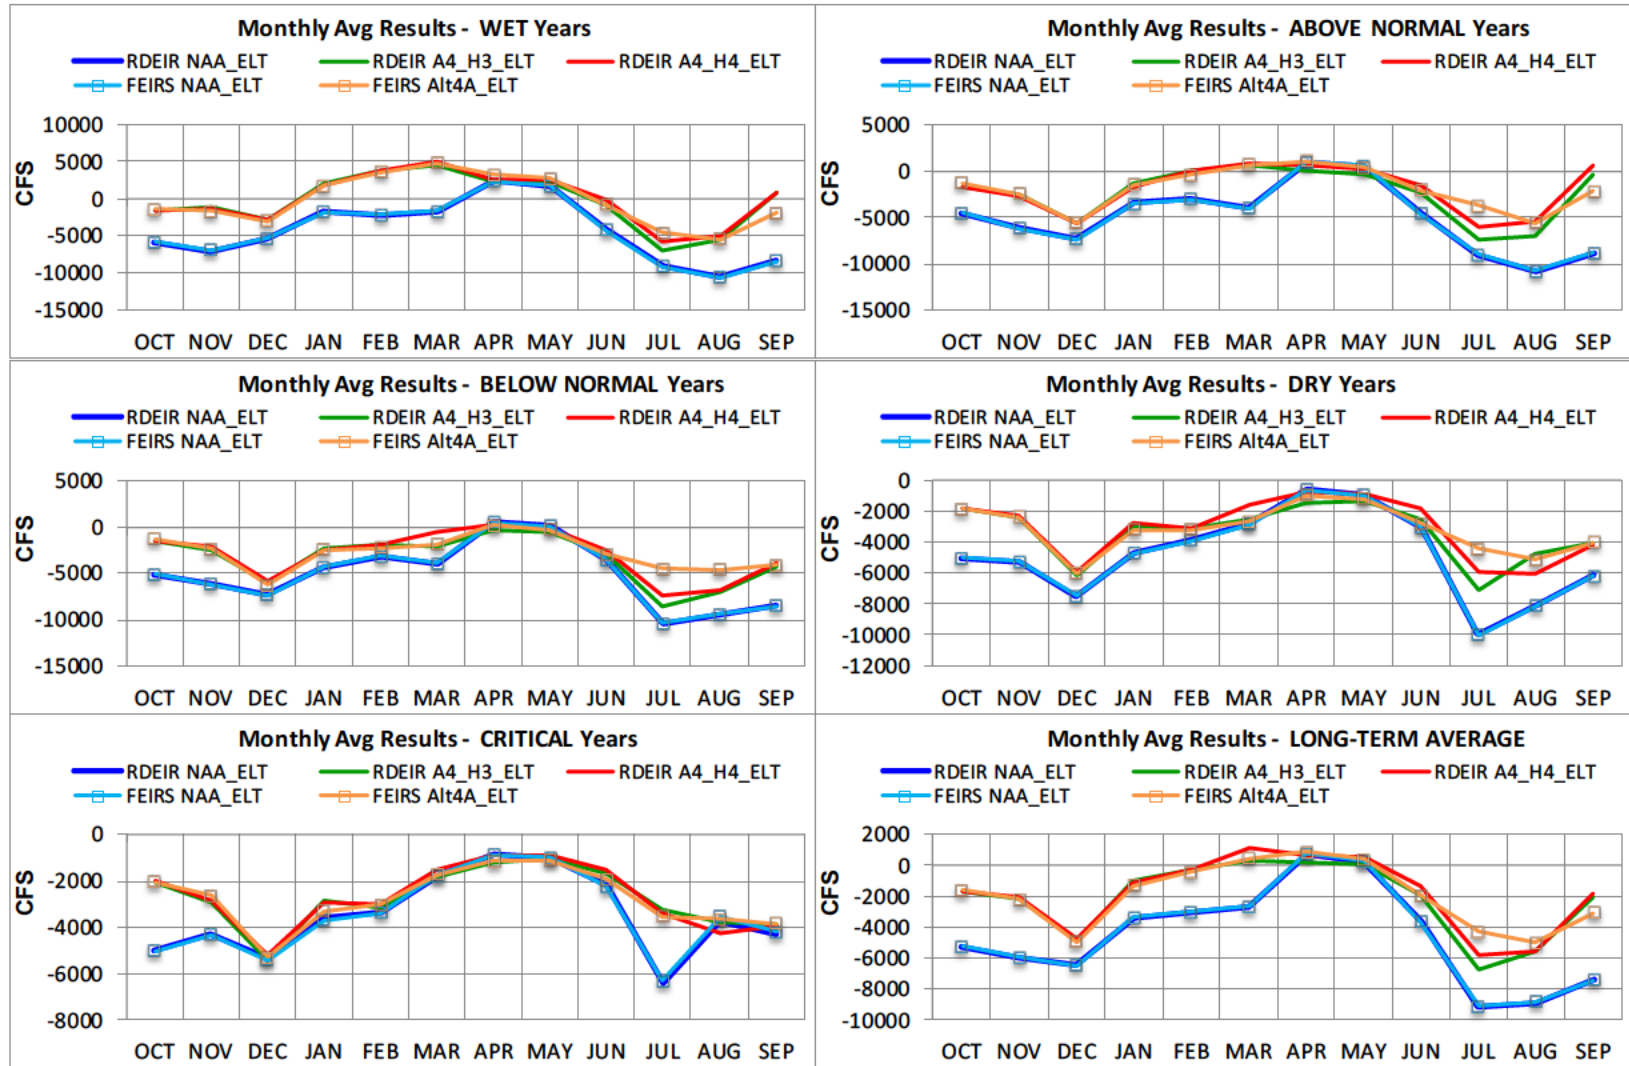 Monthly Avg Results - WET Years
RDEIR NAA_ELT RDEIR A4_H3_ELT RDEIR A4_H4_ELT
FEIRS NAA_ELT FEIRS Alt4A_ELT
10000
5000
0
-5000
-10000
-15000
CFS
OCT NOV DEC JAN FEB MAR APR MAY JUN JUL AUG SEP
Monthly Avg Results - ABOVE NORMAL Years
RDEIR NAA_ELT RDEIR A4_H3_ELT RDEIR A4_H4_ELT
FEIRS NAA_ELT FEIRS Alt4A_ELT
5000
0
-5000
-10000
-15000
CFS
OCT NOV DEC JAN FEB MAR APR MAY JUN JUL AUG SEP
Monthly Avg Results - BELOW NORMAL Years
RDEIR NAA_ELT RDEIR A4_H3_ELT RDEIR A4_H4_ELT
FEIRS NAA_ELT FEIRS Alt4A_ELT
5000
0
-5000
-10000
-15000
CFS
OCT NOV DEC JAN FEB MAR APR MAY JUN JUL AUG SEP
Monthly Avg Results - DRY Years
RDEIR NAA_ELT RDEIR A4_H3_ELT RDEIR A4_H4_ELT
FEIRS NAA_ELT FEIRS Alt4A_ELT
0
-2000
-4000
-6000
-8000
-10000
-12000
CFS
OCT NOV DEC JAN FEB MAR APR MAY JUN JUL AUG SEP
Monthly Avg Results - CRITICAL Years
RDEIR NAA_ELT RDEIR A4_H3_ELT RDEIR A4_H4_ELT
FEIRS NAA_ELT FEIRS Alt4A_ELT
0
-2000
-4000
-6000
-8000
CFS
OCT NOV DEC JAN FEB MAR APR MAY JUN JUL AUG SEP
Monthly Avg Results - LONG-TERM AVERAGE
RDEIR NAA_ELT RDEIR A4_H3_ELT RDEIR A4_H4_ELT
FEIRS NAA_ELT FEIRS Alt4A_ELT
2000
0
-2000
-4000
-6000
-8000
-10000
CFS
OCT NOV DEC JAN FEB MAR APR MAY JUN JUL AUG SEP